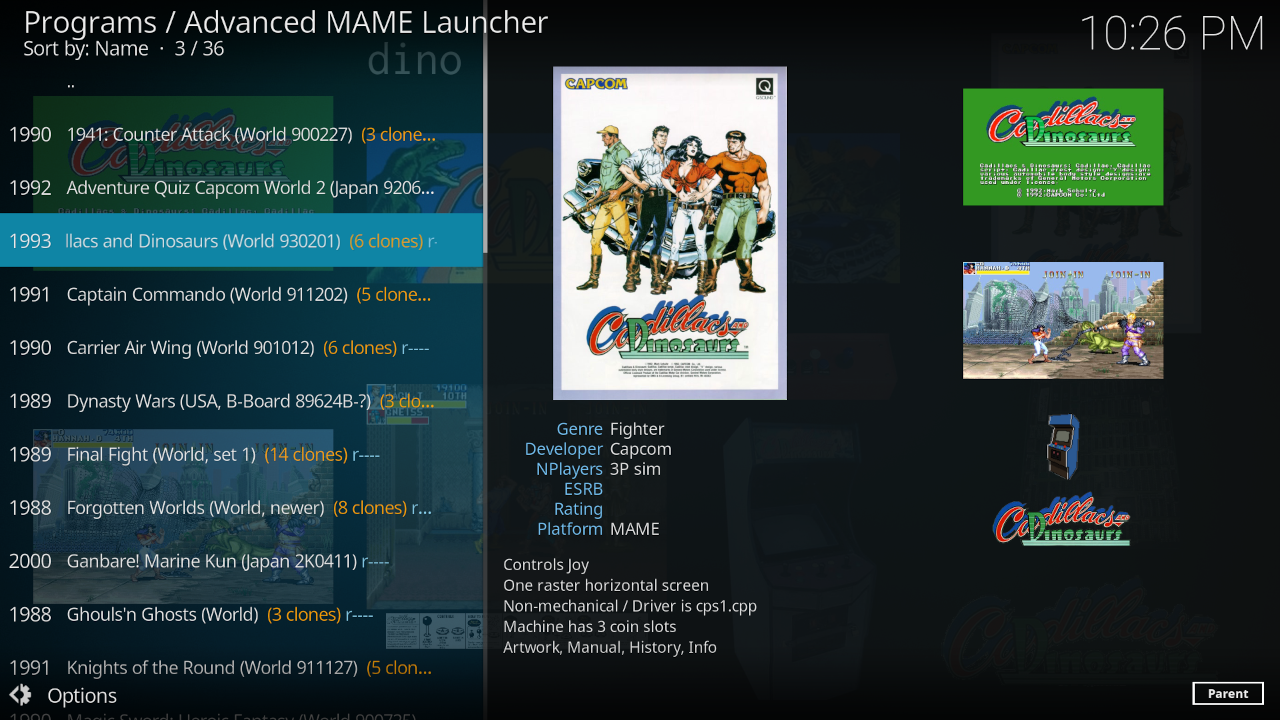 Programs / Advanced MAME Launcher
Sort by: Name · 3 / 36
10:26 PM
dino
..
1990 1941: Counter Attack (World 900227) (3 clone...
1992 Adventure Quiz Capcom World 2 (Japan 9206...
1993 llacs and Dinosaurs (World 930201) (6 clones) r-
1991 Captain Commando (World 911202) (5 clone...
1990 Carrier Air Wing (World 901012) (6 clones) r----
1989 Dynasty Wars (USA, B-Board 89624B-?) (3 clo...
1989 Final Fight (World, set 1) (14 clones) r----
1988 Forgotten Worlds (World, newer) (8 clones) r...
2000 Ganbare! Marine Kun (Japan 2K0411) r----
1988 Ghouls'n Ghosts (World) (3 clones) r----
1991 Knights of the Round (World 911127) (5 clon...
Options
CAPCOM
Q
Cadillacs and
Dinosaurs
Genre Fighter
Developer Capcom
NPlayers 3P sim
ESRB
Rating
Platform MAME
Controls Joy
One raster horizontal screen
Non-mechanical / Driver is cps1.cpp
Machine has 3 coin slots
Artwork, Manual, History, Info
Cadillacs and
Dinosaurs
© 1992 CAPCOM Co. Ltd
JOIN-IN JOIN-IN
Cadillacs and
Dinosaurs
Parent